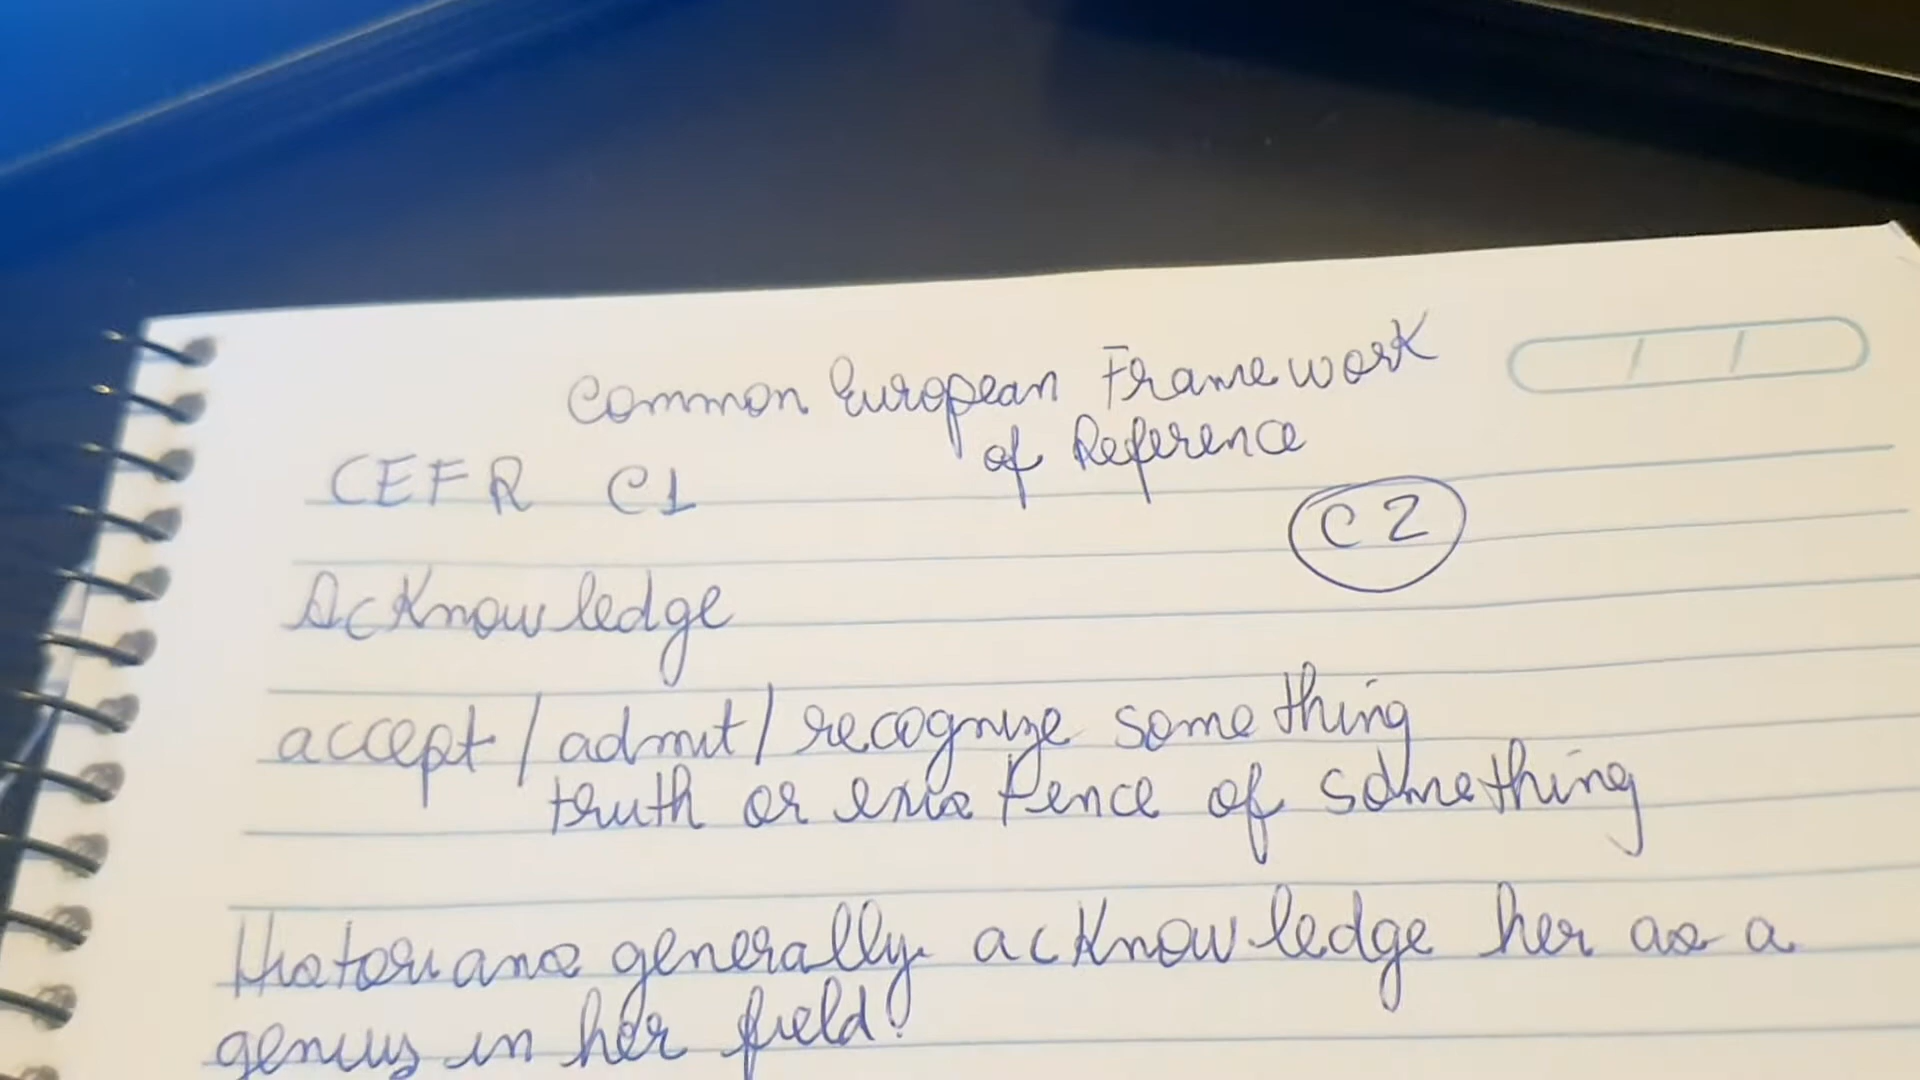 Common European Framework
of Reference
CEFR C1
C2
Acknowledge
accept / admit / recognize something
truth or existence of something
Historians generally acknowledge her as a
genius in her field!